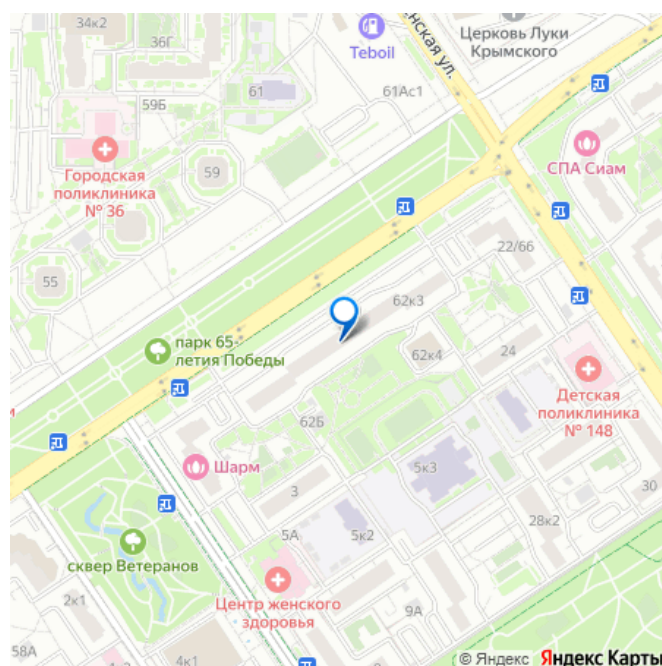 34к2
36Г
Teboil
Церковь Луки
Крымского
нская ул.
59Б
61
61Ас1
Городская
поликлиника
№ 36
59
СПА Сиам
55
22/66
62к3
парк 65-
летия Победы
62к4
24
Детская
поликлиника
№ 148
62Б
Шарм
5к3
3
30
28к2
5А
5к2
сквер Ветеранов
2к1
Центр женского
здоровья
9А
58А
4к1
© Яндекс Яндекс Карты